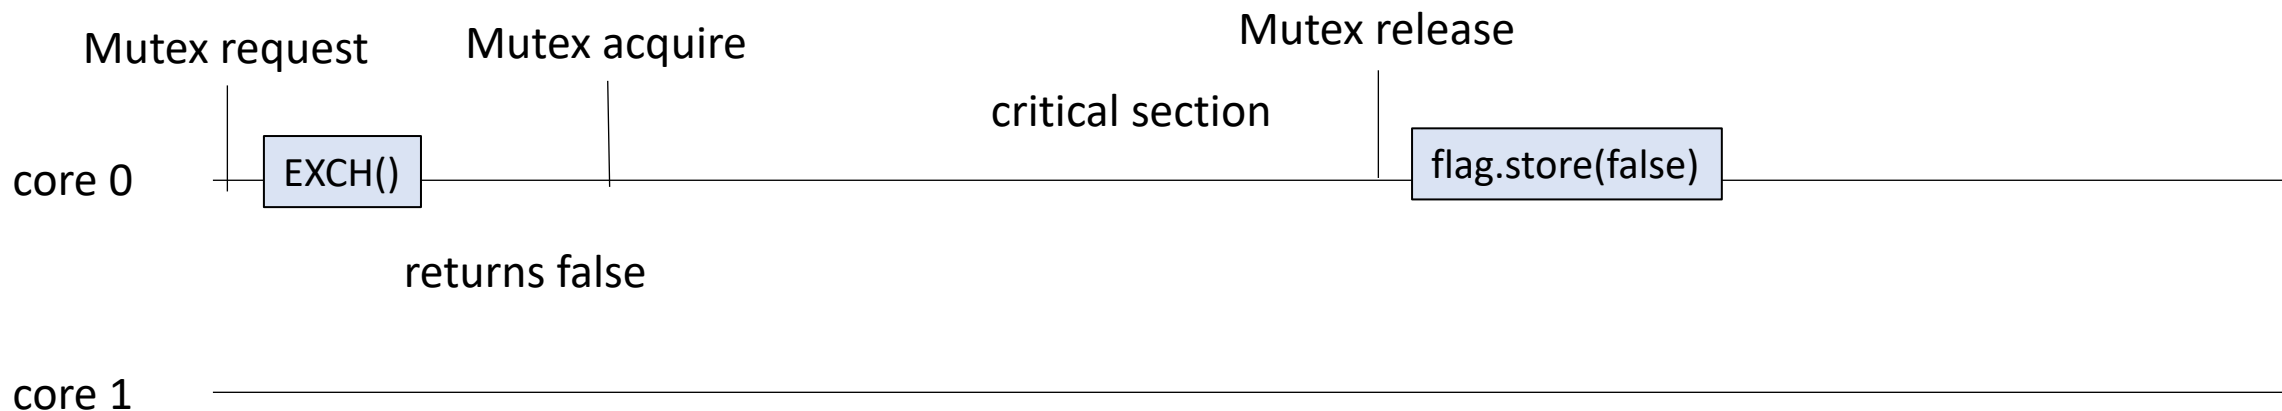 Mutex request
Mutex acquire
Mutex release
critical section
core 0
EXCH()
flag.store(false)
returns false
core 1